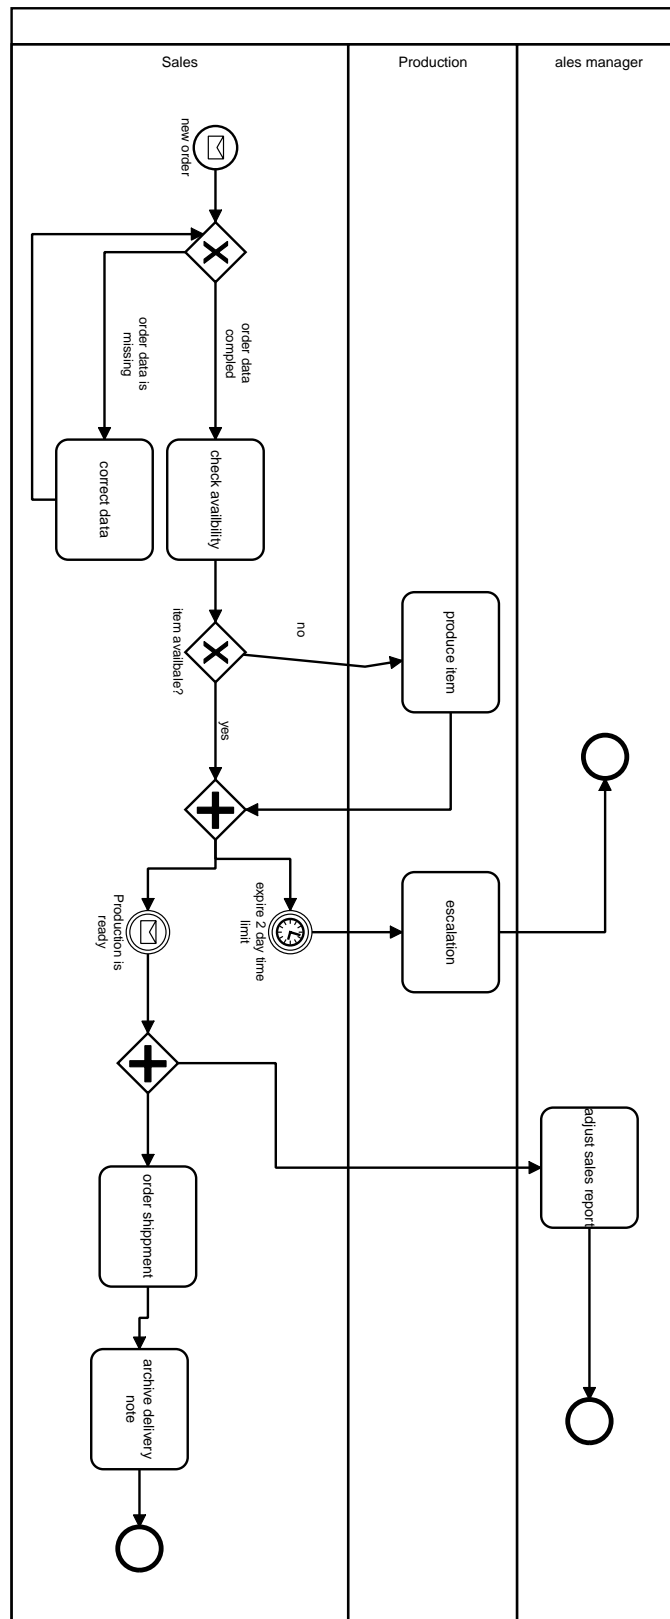 Sales
Production
ales manager
new order
order data is
missing
order data
compled
correct data
check availbility
item availbale?
no
produce item
yes
Production is
ready
expire 2 day time
limit
escalation
adjust sales report
order shippment
archive delivery
note